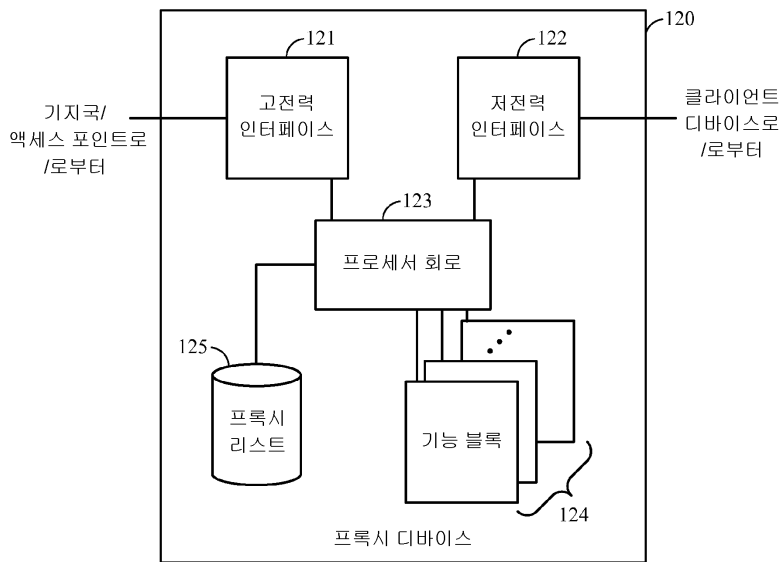 120
121
122
고전력
인터페이스
저전력
인터페이스
기지국/
액세스 포인트로
/로부터
클라이언트
디바이스로
/로부터
123
프로세서 회로
125
프록시
리스트
기능 블록
124
프록시 디바이스